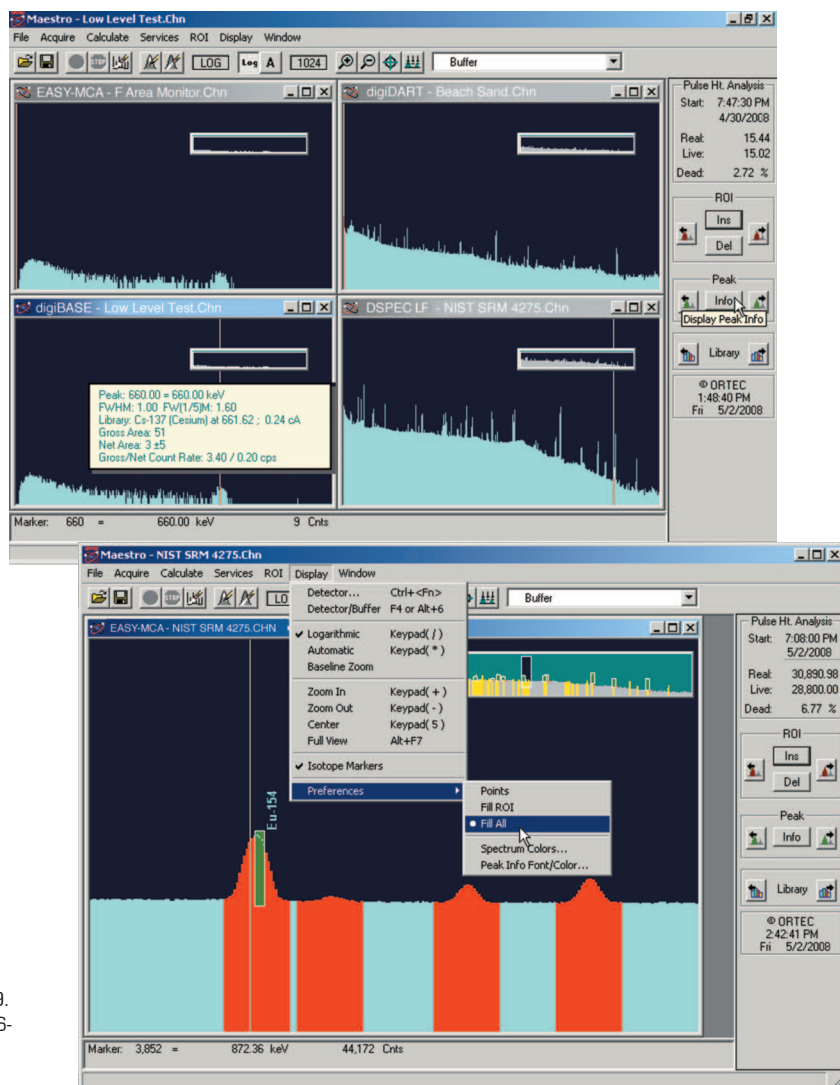 Maestro - Low Level Test.Chn
File Acquire Calculate Services ROI Display Window
LOG Log A 1024 Buffer
EASY-MCA - F Area Monitor.Chn
digiDART - Beach Sand.Chn
digiBASE - Low Level Test.Chn
DSPEC LF - NIST SRM 4275.Chn
Peak: 660.00 = 660.00 keV
FWHM: 1.00 FW(1/5)M: 1.60
Library: Cs-137 (Cesium) at 661.62 ; 0.24 cA
Gross Area: 51
Net Area: 3 ±5
Gross/Net Count Rate: 3.40 / 0.20 cps
Marker: 660 = 660.00 keV 9 Cnts
Pulse Ht. Analysis
Start: 7:47:30 PM
4/30/2008
Real: 15.44
Live: 15.02
Dead: 2.72 %
ROI
Ins
Del
Peak
Info
Display Peak Info
Library
© ORTEC
1:48:40 PM
Fri 5/2/2008
Maestro - NIST SRM 4275.Chn
File Acquire Calculate Services ROI Display Window
STOP LO Buffer
EASY-MCA - NIST SRM 4275.CHN
Detector... Ctrl+<Fn>
Detector/Buffer F4 or Alt+6
Logarithmic Keypad( / )
Automatic Keypad( * )
Baseline Zoom
Zoom In Keypad( + )
Zoom Out Keypad( - )
Center Keypad( 5 )
Full View Alt+F7
Isotope Markers
Preferences
Points
Fill ROI
Fill All
Spectrum Colors...
Peak Info Font/Color...
Eu-154
Marker: 3,852 = 872.36 keV 44,172 Cnts
Pulse Ht. Analysis
Start: 7:08:00 PM
5/2/2008
Real: 30,890.98
Live: 28,800.00
Dead: 6.77 %
ROI
Ins
Del
Peak
Info
Library
© ORTEC
2:42:41 PM
Fri 5/2/2008
9.
6-